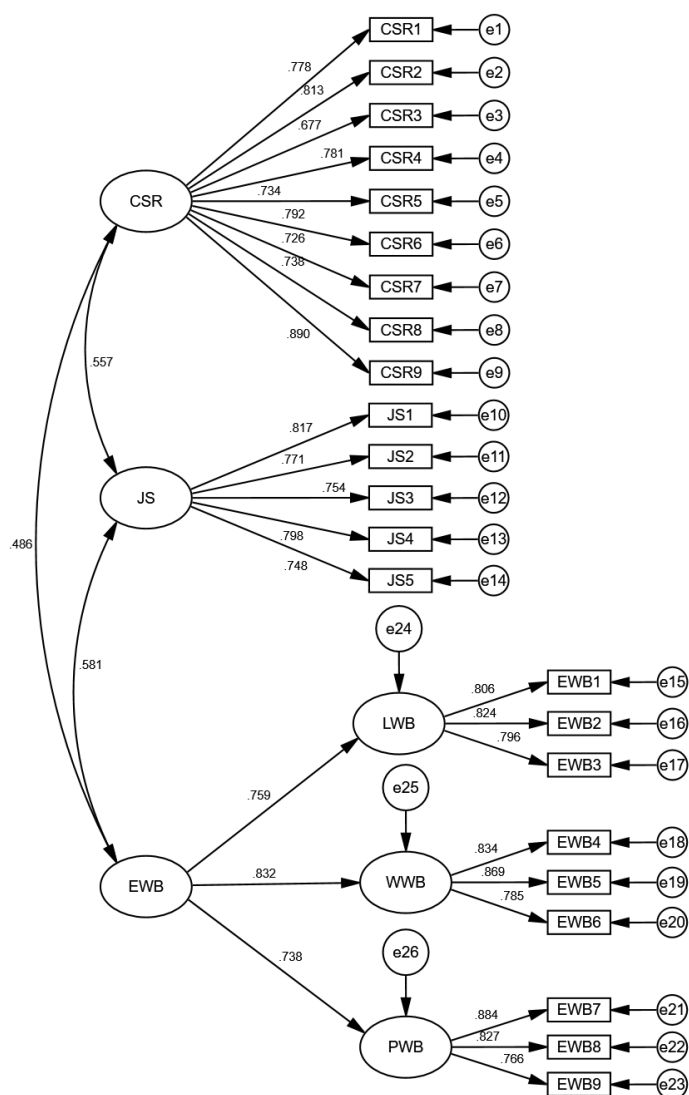 CSR1
e1
.778
CSR2
e2
.813
CSR3
e3
.677
CSR4
e4
.781
CSR
CSR5
e5
.734
CSR6
e6
.792
CSR7
e7
.726
CSR8
e8
.738
CSR9
e9
.890
.557
JS1
e10
.817
JS2
e11
.771
JS
JS3
e12
.754
JS4
e13
.798
JS5
e14
.748
.486
.581
e24
LWB
EWB1
e15
.806
EWB2
e16
.824
EWB3
e17
.796
.759
e25
EWB
.832
WWB
EWB4
e18
.834
EWB5
e19
.869
EWB6
e20
.785
.738
e26
PWB
EWB7
e21
.884
EWB8
e22
.827
EWB9
e23
.766